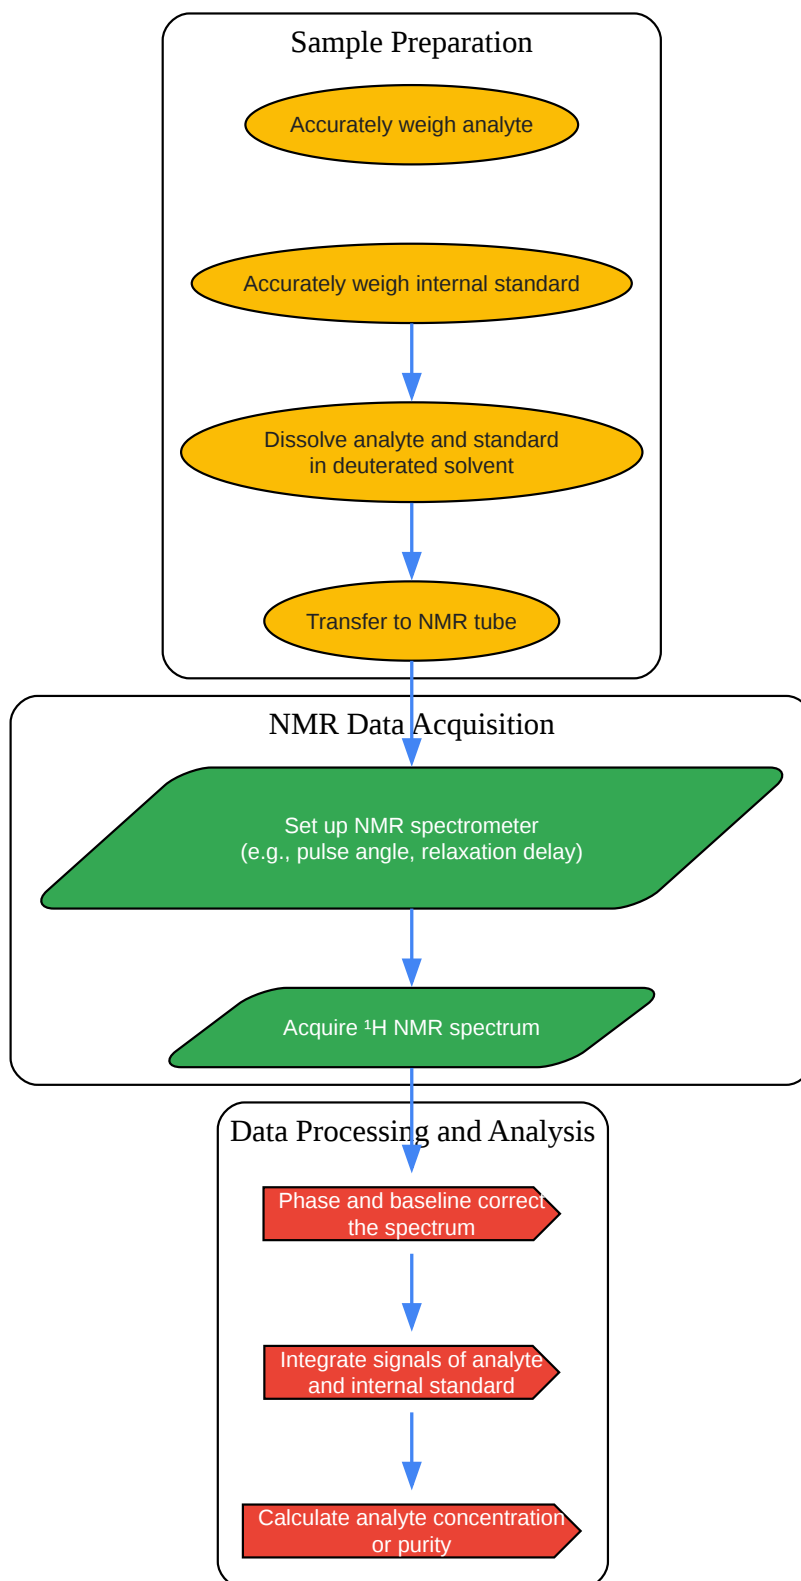 Sample Preparation
Accurately weigh analyte
Accurately weigh internal standard
Dissolve analyte and standard
in deuterated solvent
Transfer to NMR tube
NMR Data Acquisition
Set up NMR spectrometer
(e.g., pulse angle, relaxation delay)
Acquire ¹H NMR spectrum
Data Processing and Analysis
Phase and baseline correct
the spectrum
Integrate signals of analyte
and internal standard
Calculate analyte concentration
or purity